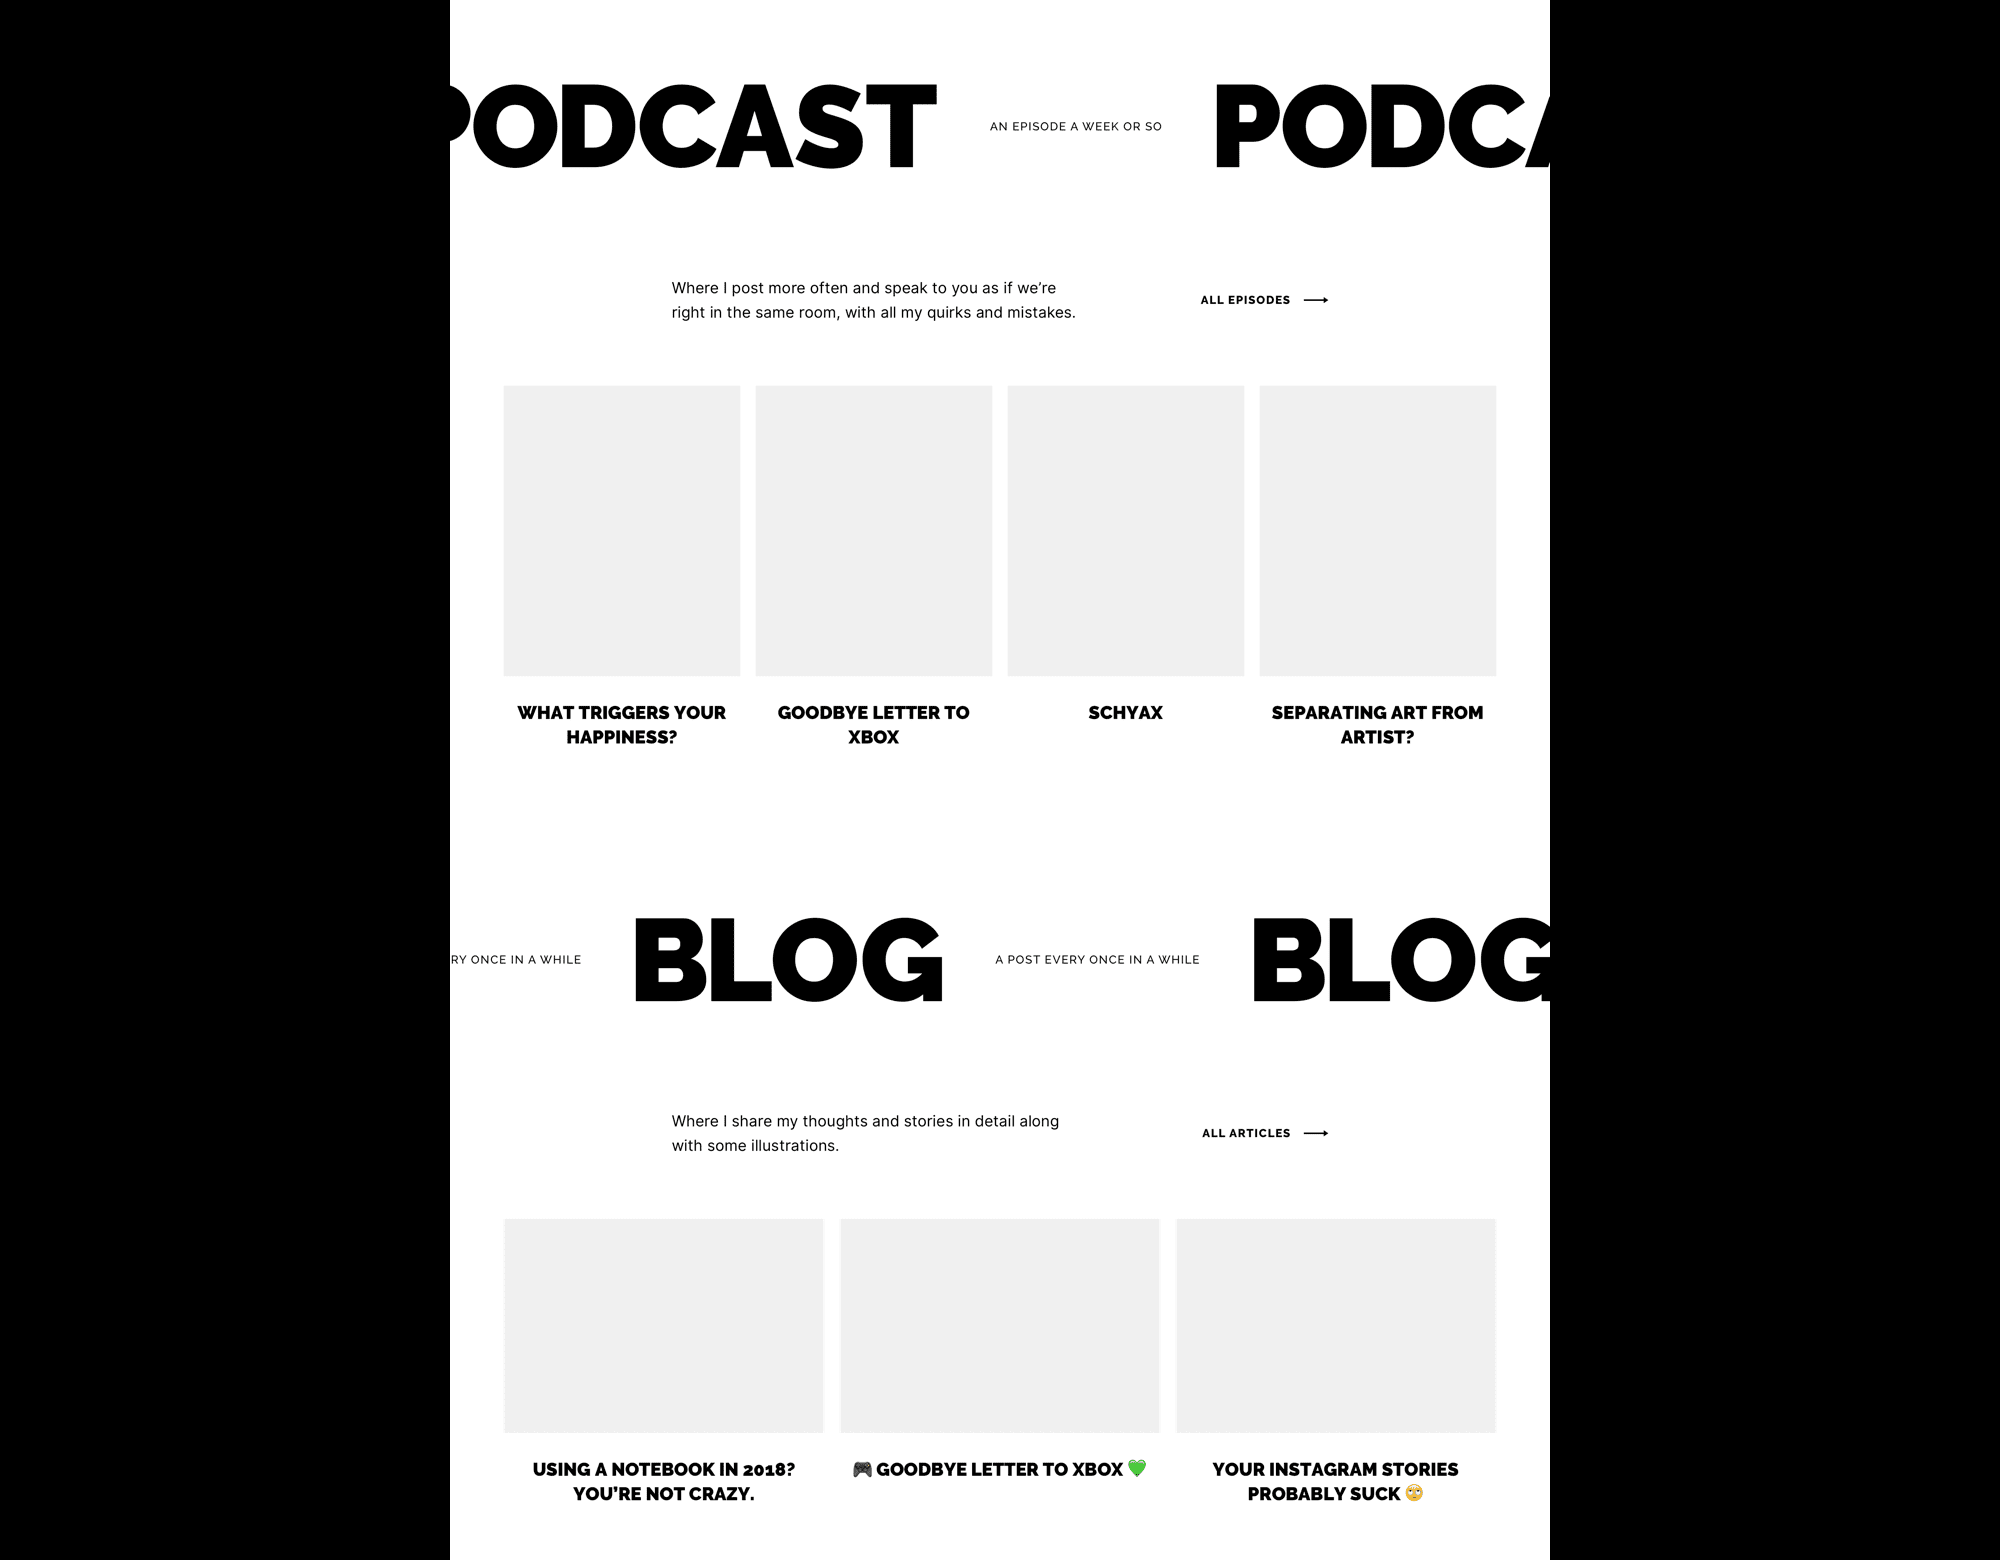 PODCAST AN EPISODE A WEEK OR SO PODCA
Where I post more often and speak to you as if we’re
right in the same room, with all my quirks and mistakes.
ALL EPISODES
WHAT TRIGGERS YOUR
HAPPINESS?
GOODBYE LETTER TO
XBOX
SCHYAX
SEPARATING ART FROM
ARTIST?
RY ONCE IN A WHILE BLOG A POST EVERY ONCE IN A WHILE BLOG
Where I share my thoughts and stories in detail along
with some illustrations.
ALL ARTICLES
USING A NOTEBOOK IN 2018?
YOU’RE NOT CRAZY.
🎮 GOODBYE LETTER TO XBOX 💚
YOUR INSTAGRAM STORIES
PROBABLY SUCK 🙄